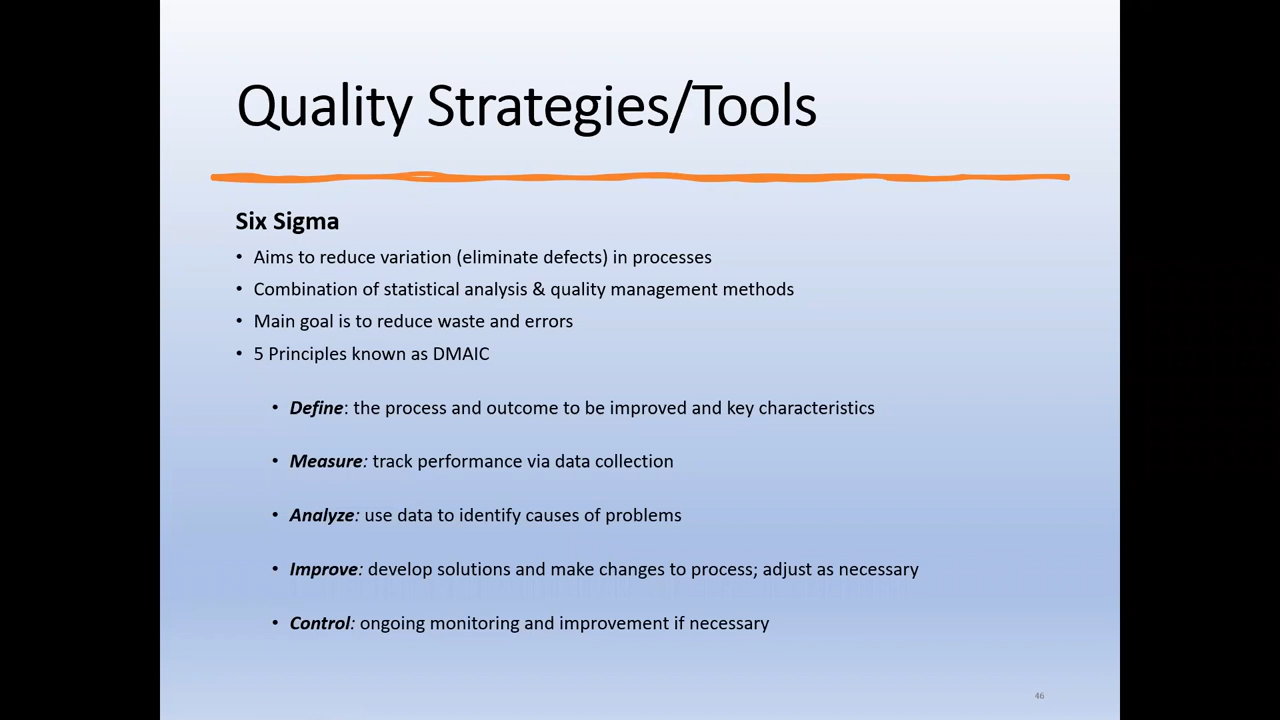 Quality Strategies/Tools
Six Sigma
• Aims to reduce variation (eliminate defects) in processes
• Combination of statistical analysis & quality management methods
• Main goal is to reduce waste and errors
• 5 Principles known as DMAIC
• Define: the process and outcome to be improved and key characteristics
• Measure: track performance via data collection
• Analyze: use data to identify causes of problems
• Improve: develop solutions and make changes to process; adjust as necessary
• Control: ongoing monitoring and improvement if necessary
46